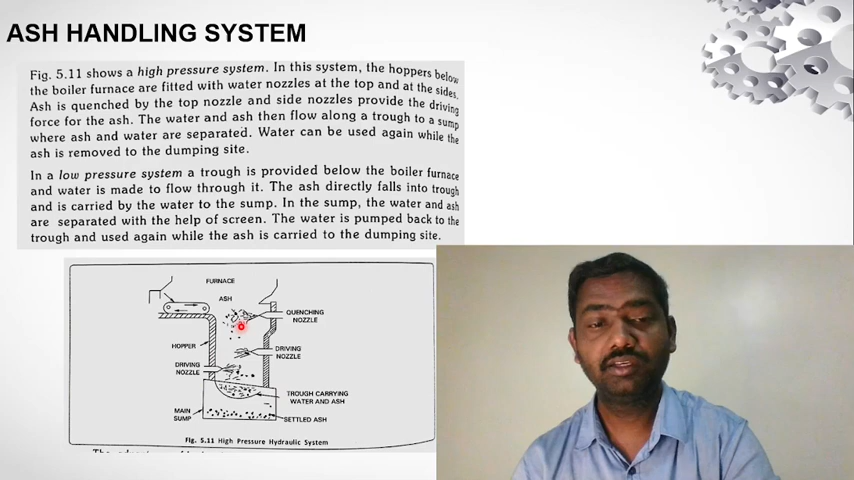 ASH HANDLING SYSTEM
Fig. 5.11 shows a high pressure system. In this system, the hoppers below
the boiler furnace are fitted with water nozzles at the top and at the sides.
Ash is quenched by the top nozzle and side nozzles provide the driving
force for the ash. The water and ash then flow along a trough to a sump
where ash and water are separated. Water can be used again while the
ash is removed to the dumping site.
In a low pressure system a trough is provided below the boiler furnace
and water is made to flow through it. The ash directly falls into trough
and is carried by the water to the sump. In the sump, the water and ash
are separated with the help of screen. The water is pumped back to the
trough and used again while the ash is carried to the dumping site.
FURNACE
ASH
QUENCHING
NOZZLE
HOPPER
DRIVING
NOZZLE
DRIVING
NOZZLE
TROUGH CARRYING
WATER AND ASH
MAIN
SUMP
SETTLED ASH
Fig. 5.11 High Pressure Hydraulic System